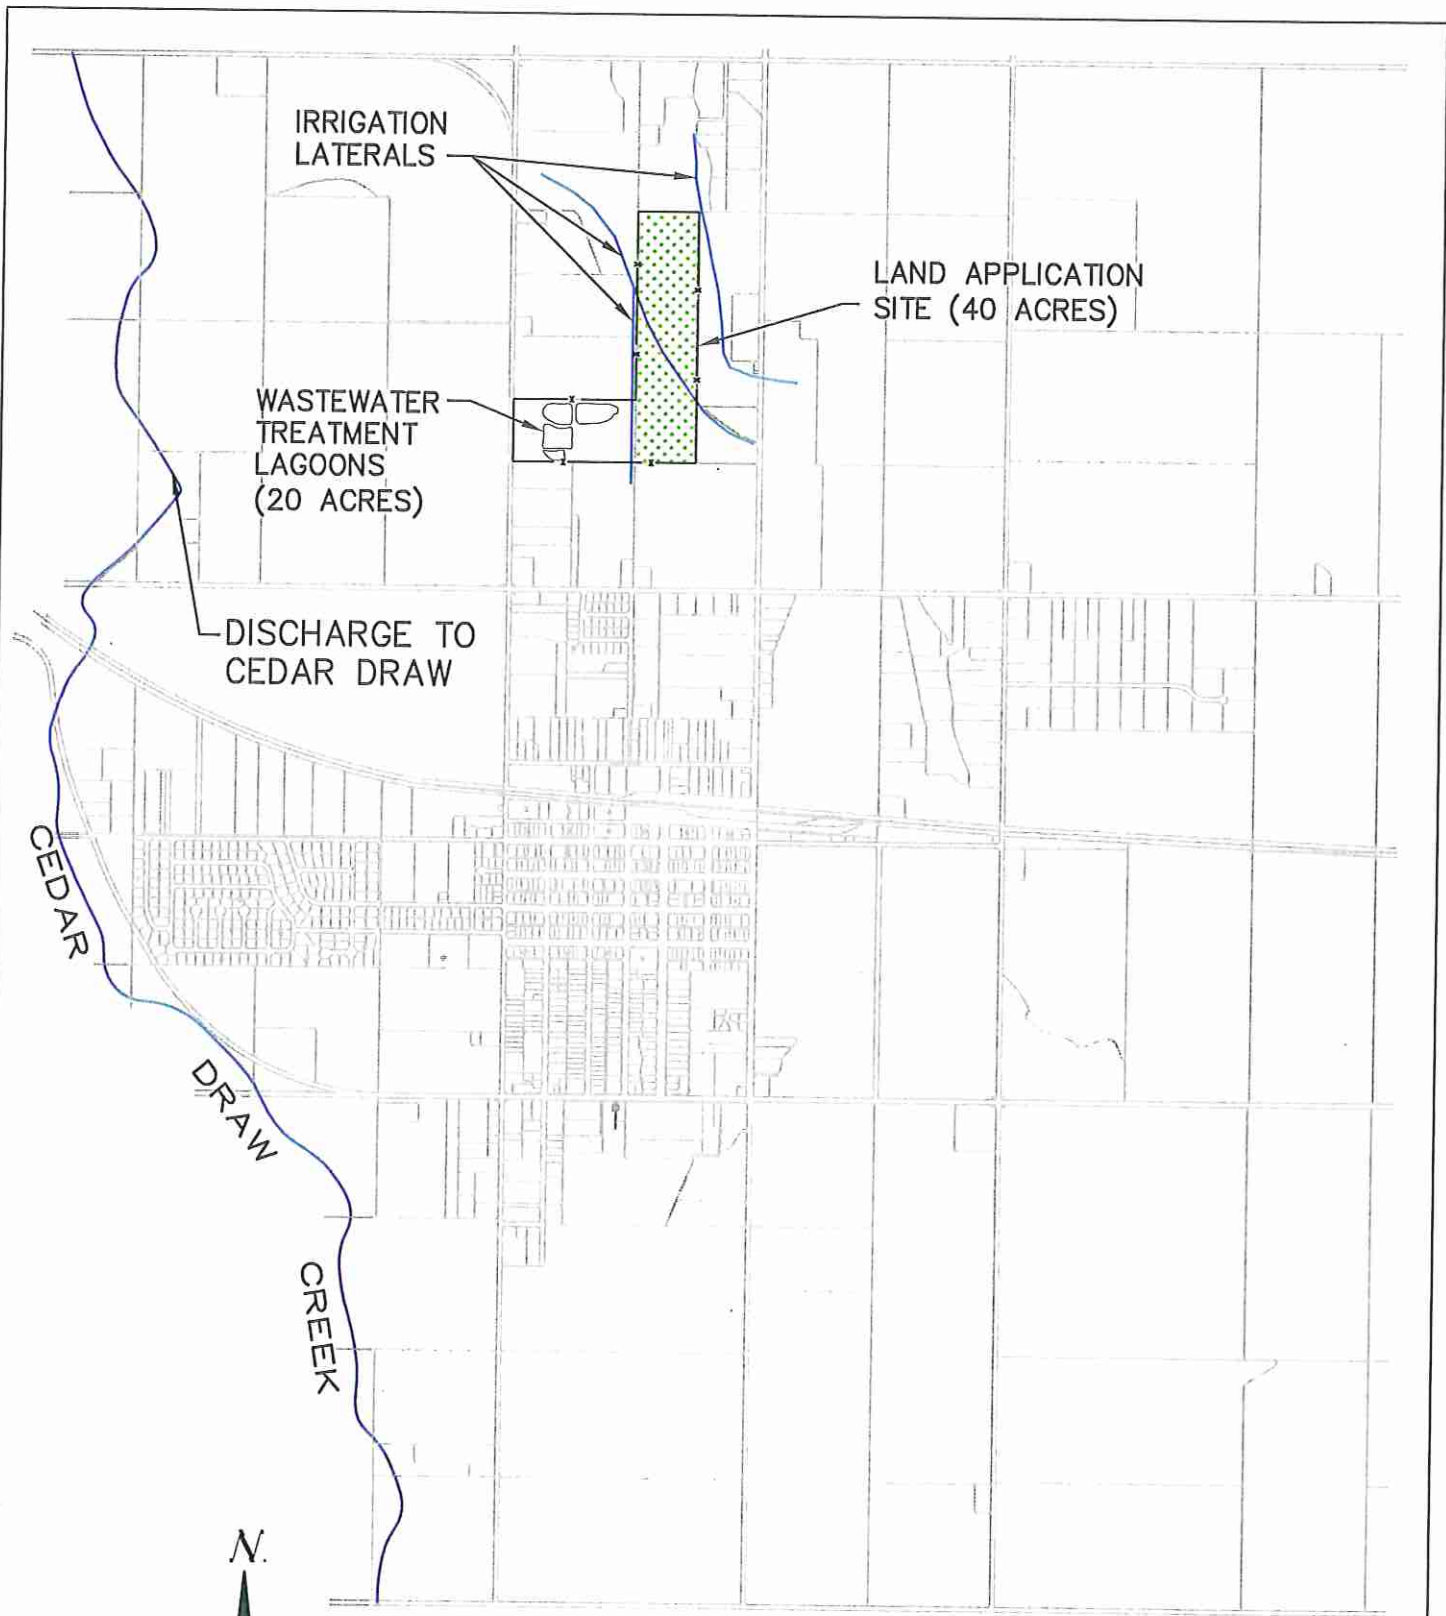 IRRIGATION
LATERALS
LAND APPLICATION
SITE (40 ACRES)
WASTEWATER
TREATMENT
LAGOONS
(20 ACRES)
DISCHARGE TO
CEDAR DRAW
CEDAR
DRAW
CREEK
N.